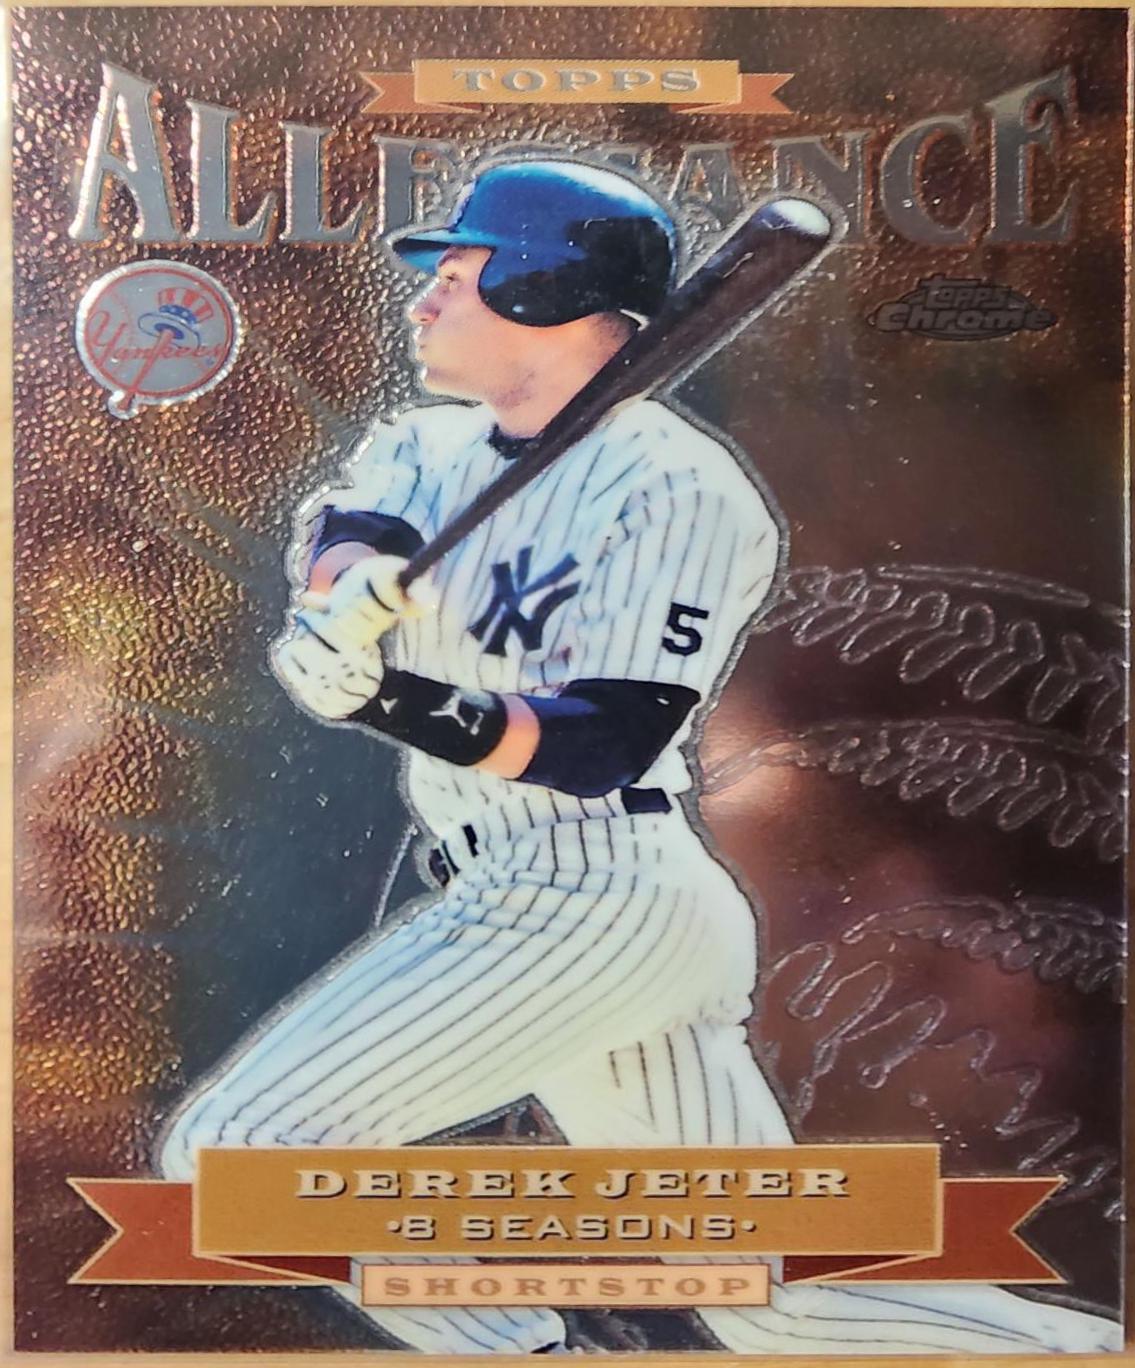 TOPPS
ALLEGIANCE
Yankees
topps
Chrome
NY
5
DEREK JETER
•8 SEASONS•
SHORTSTOP